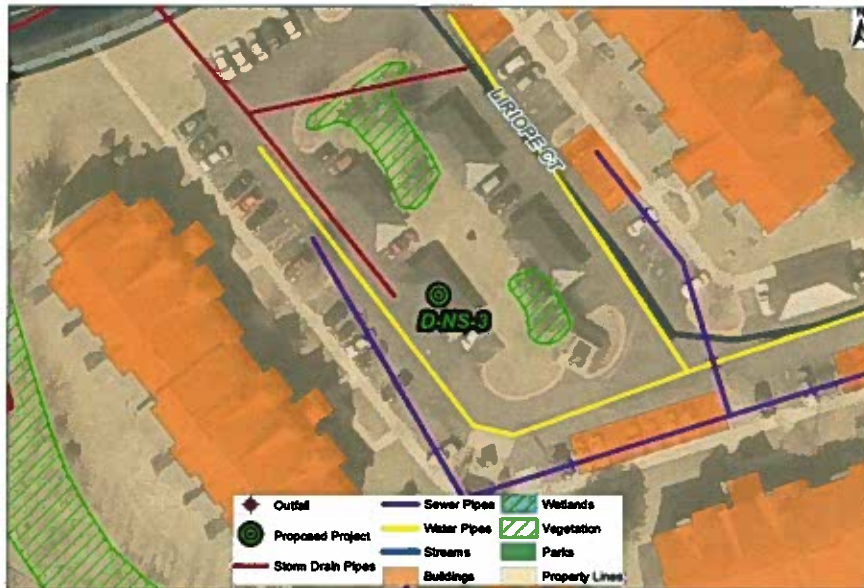 N
LIRIOPE CT
D-NS-3
Outfall
Sewer Pipes
Wetlands
Proposed Project
Water Pipes
Vegetation
Storm Drain Pipes
Streams
Parks
Buildings
Property Lines